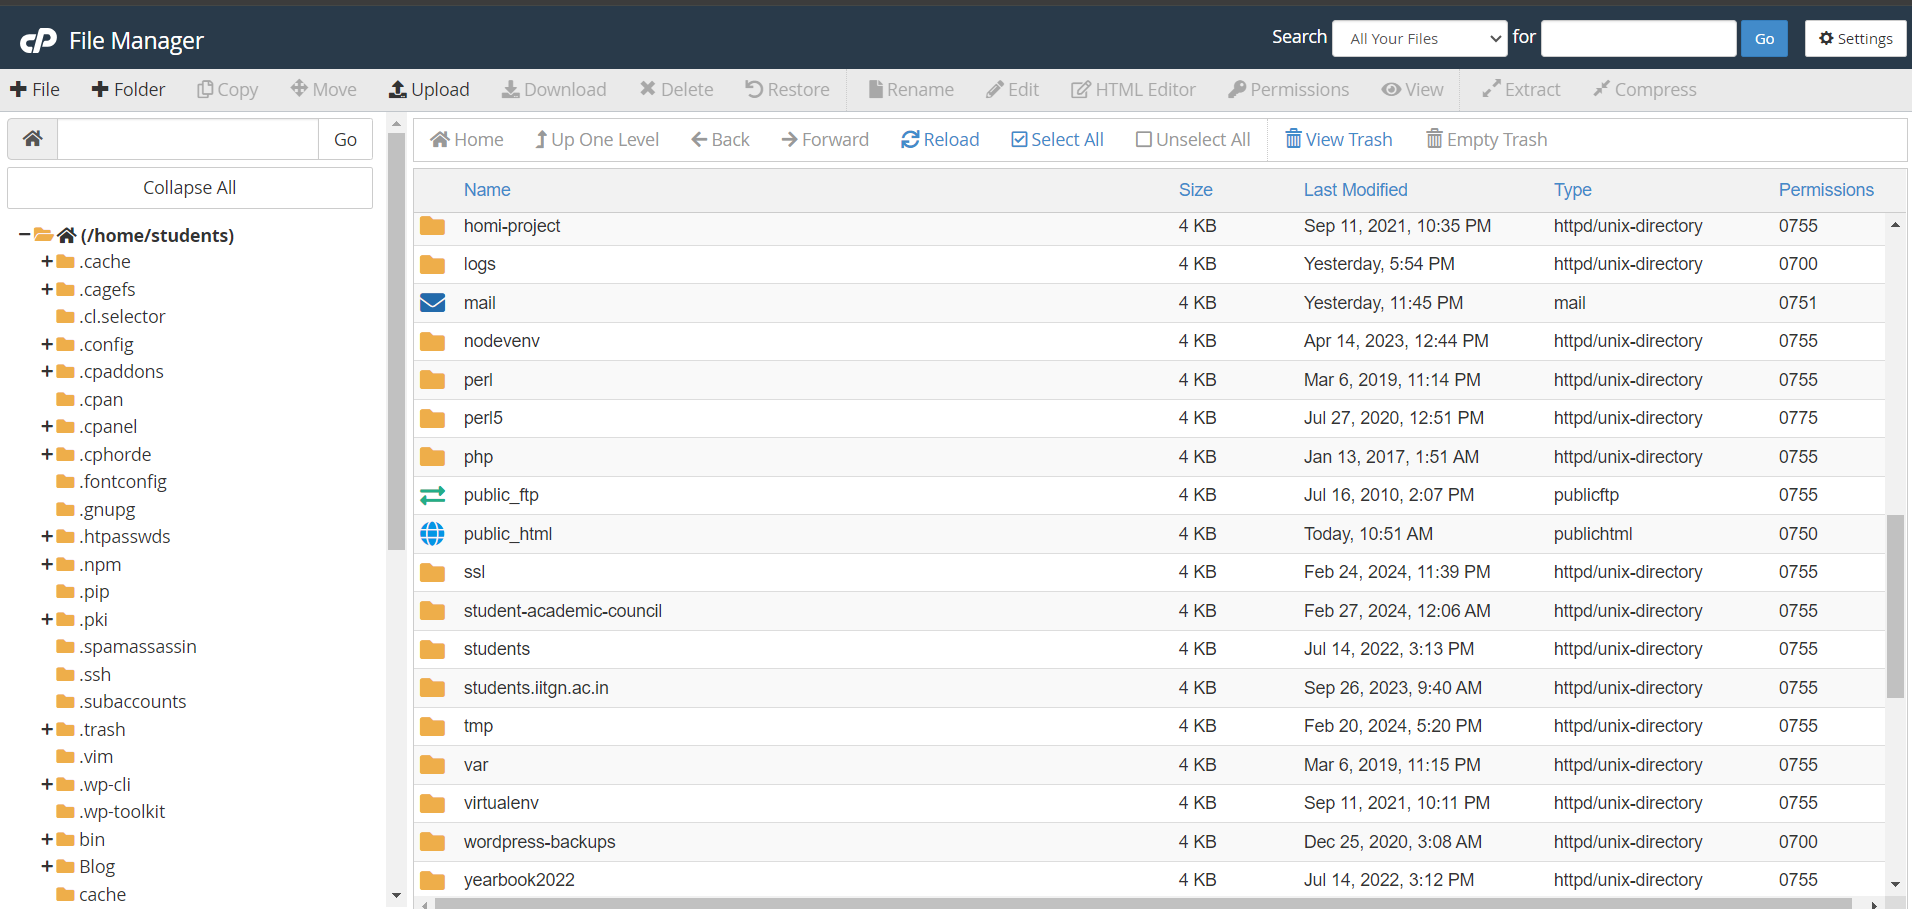 cP File Manager
Search All Your Files for Go Settings
File Folder Copy Move Upload Download Delete Restore Rename Edit HTML Editor Permissions View Extract Compress
Go
Collapse All
(/home/students)
.cache
.cagefs
.cl.selector
.config
.cpaddons
.cpan
.cpanel
.cphorde
.fontconfig
.gnupg
.htpasswds
.npm
.pip
.pki
.spamassassin
.ssh
.subaccounts
.trash
.vim
.wp-cli
.wp-toolkit
bin
Blog
cache
Home Up One Level Back Forward Reload Select All Unselect All View Trash Empty Trash
Name Size Last Modified Type Permissions
homi-project 4 KB Sep 11, 2021, 10:35 PM httpd/unix-directory 0755
logs 4 KB Yesterday, 5:54 PM httpd/unix-directory 0700
mail 4 KB Yesterday, 11:45 PM mail 0751
nodevenv 4 KB Apr 14, 2023, 12:44 PM httpd/unix-directory 0755
perl 4 KB Mar 6, 2019, 11:14 PM httpd/unix-directory 0755
perl5 4 KB Jul 27, 2020, 12:51 PM httpd/unix-directory 0775
php 4 KB Jan 13, 2017, 1:51 AM httpd/unix-directory 0755
public_ftp 4 KB Jul 16, 2010, 2:07 PM publicftp 0755
public_html 4 KB Today, 10:51 AM publichtml 0750
ssl 4 KB Feb 24, 2024, 11:39 PM httpd/unix-directory 0755
student-academic-council 4 KB Feb 27, 2024, 12:06 AM httpd/unix-directory 0755
students 4 KB Jul 14, 2022, 3:13 PM httpd/unix-directory 0755
students.iitgn.ac.in 4 KB Sep 26, 2023, 9:40 AM httpd/unix-directory 0755
tmp 4 KB Feb 20, 2024, 5:20 PM httpd/unix-directory 0755
var 4 KB Mar 6, 2019, 11:15 PM httpd/unix-directory 0755
virtualenv 4 KB Sep 11, 2021, 10:11 PM httpd/unix-directory 0755
wordpress-backups 4 KB Dec 25, 2020, 3:08 AM httpd/unix-directory 0700
yearbook2022 4 KB Jul 14, 2022, 3:12 PM httpd/unix-directory 0755